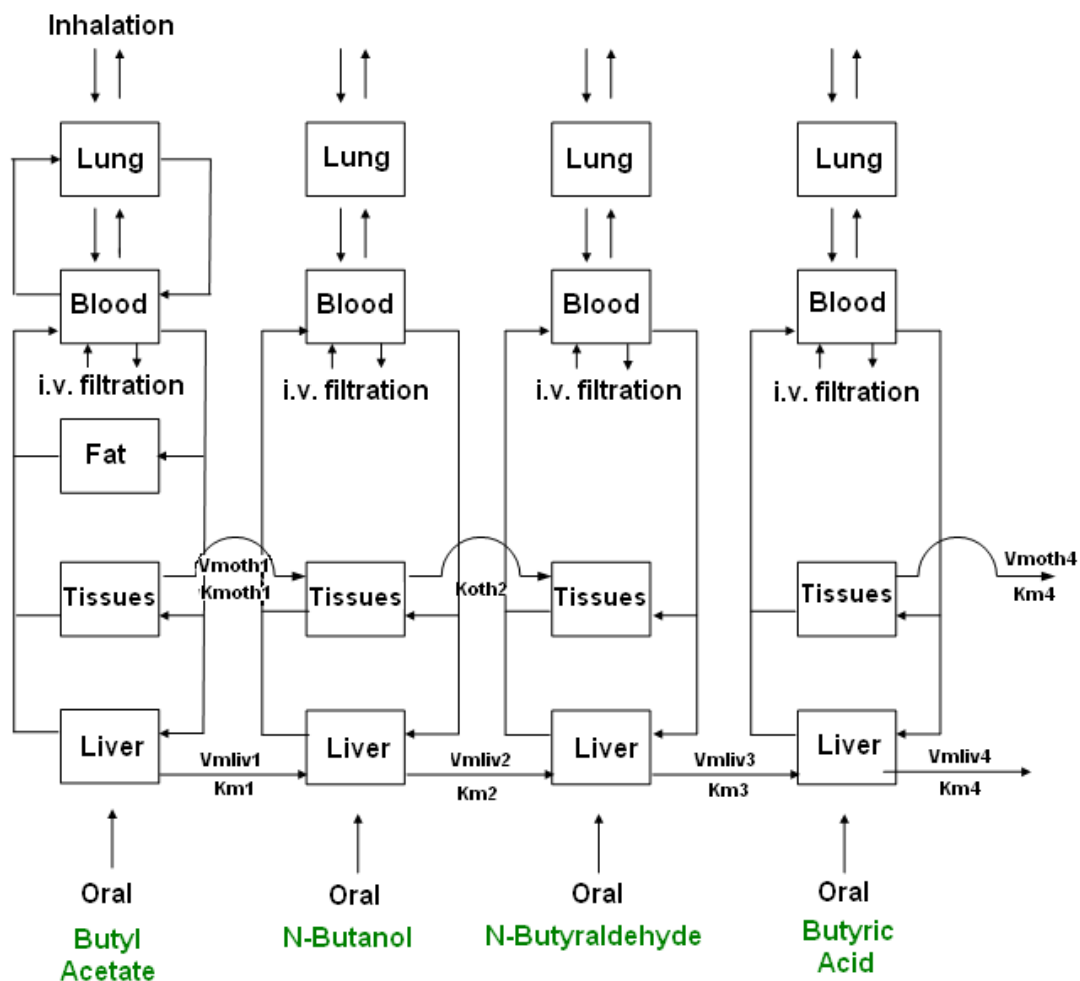 Inhalation
Lung Lung Lung Lung
Blood Blood Blood Blood
i.v. filtration i.v. filtration i.v. filtration i.v. filtration
Fat
Vmoth1 Vmoth4
Kmoth1 Koth2 Km4
Tissues Tissues Tissues Tissues
Liver Liver Liver Liver
Vmliv1 Vmliv2 Vmliv3 Vmliv4
Km1 Km2 Km3 Km4
Oral Oral Oral Oral
Butyl N-Butanol N-Butyraldehyde Butyric
Acetate Acid